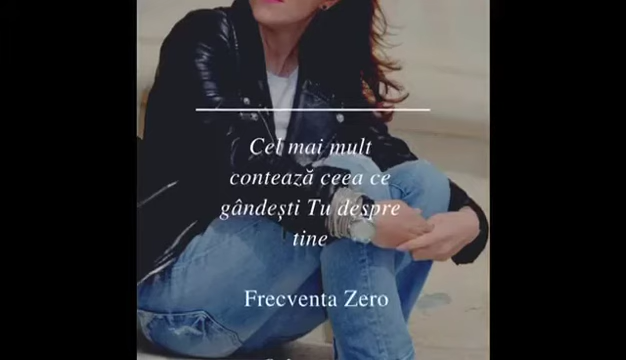 Cel mai mult
contează ceea ce
gândești Tu despre
tine
Frecventa Zero